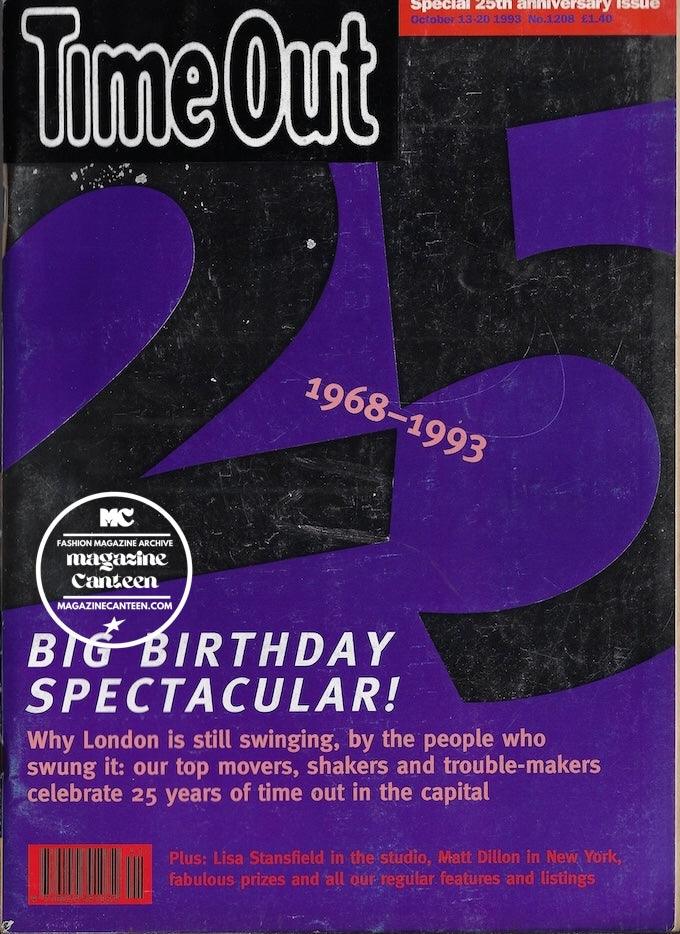 Special 25th anniversary issue
October 13-20 1993 No.1208 £1.40
Time Out
25
1968–1993
MC
FASHION MAGAZINE ARCHIVE
magazine
Canteen
MAGAZINECANTEEN.COM
BIG BIRTHDAY
SPECTACULAR!
Why London is still swinging, by the people who
swung it: our top movers, shakers and trouble-makers
celebrate 25 years of time out in the capital
Plus: Lisa Stansfield in the studio, Matt Dillon in New York,
fabulous prizes and all our regular features and listings